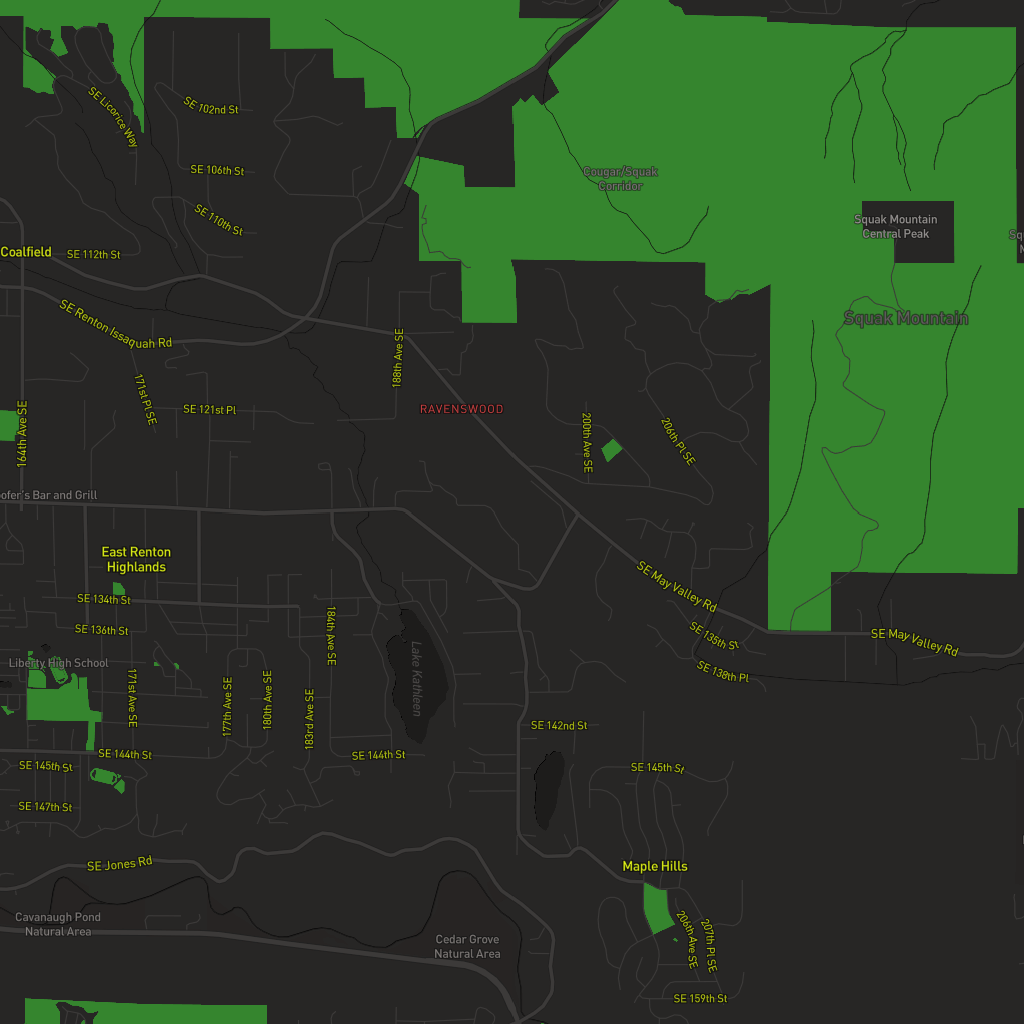 SE Licorice Way
SE 102nd St
SE 106th St
Cougar/Squak
Corridor
SE 110th St
Squak Mountain
Central Peak
Coalfield
SE 112th St
Squak Mountain
SE Renton Issaquah Rd
188th Ave SE
171st Pl SE
SE 121st Pl
RAVENSWOOD
164th Ave SE
200th Ave SE
206th Pl SE
ofer's Bar and Grill
East Renton
Highlands
SE May Valley Rd
SE 134th St
SE 136th St
184th Ave SE
SE 135th St
SE May Valley Rd
Liberty High School
SE 138th Pl
Lake Kathleen
171st Ave SE
177th Ave SE
180th Ave SE
183rd Ave SE
SE 142nd St
SE 144th St
SE 144th St
SE 145th St
SE 145th St
SE 147th St
SE Jones Rd
Maple Hills
Cavanaugh Pond
Natural Area
Cedar Grove
Natural Area
206th Ave SE
207th Pl SE
SE 159th St